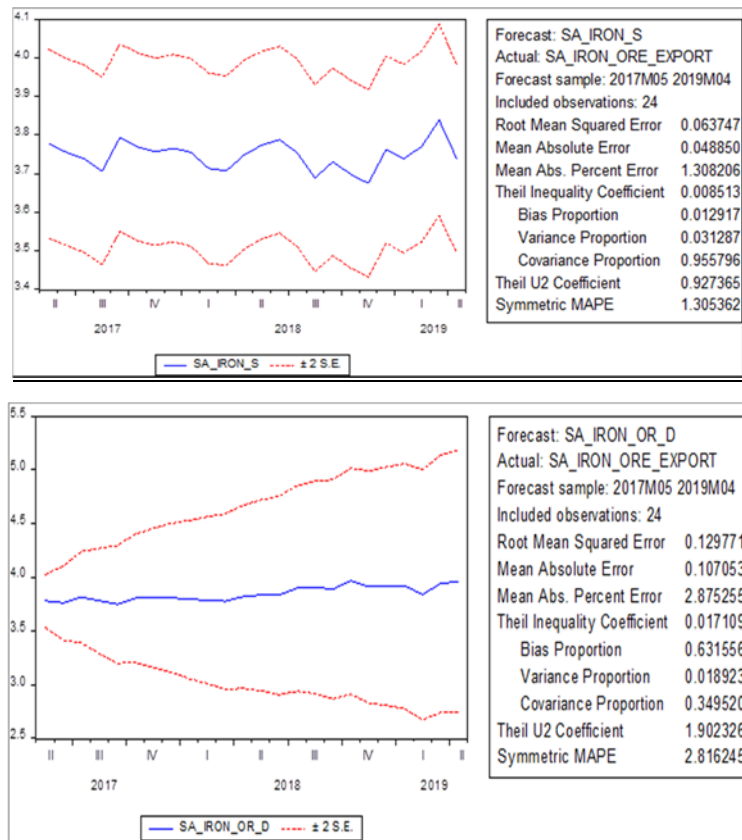 4.1
4.0
3.9
3.8
3.7
3.6
3.5
3.4
II III IV I II III IV I II
2017 2018 2019
SA_IRON_S ± 2 S.E.
Forecast: SA_IRON_S
Actual: SA_IRON_ORE_EXPORT
Forecast sample: 2017M05 2019M04
Included observations: 24
Root Mean Squared Error 0.063747
Mean Absolute Error 0.048850
Mean Abs. Percent Error 1.308206
Theil Inequality Coefficient 0.008513
Bias Proportion 0.012917
Variance Proportion 0.031287
Covariance Proportion 0.955796
Theil U2 Coefficient 0.927365
Symmetric MAPE 1.305362
5.5
5.0
4.5
4.0
3.5
3.0
2.5
II III IV I II III IV I II
2017 2018 2019
SA_IRON_OR_D ± 2 S.E.
Forecast: SA_IRON_OR_D
Actual: SA_IRON_ORE_EXPORT
Forecast sample: 2017M05 2019M04
Included observations: 24
Root Mean Squared Error 0.129771
Mean Absolute Error 0.107053
Mean Abs. Percent Error 2.875255
Theil Inequality Coefficient 0.017109
Bias Proportion 0.631556
Variance Proportion 0.018923
Covariance Proportion 0.349520
Theil U2 Coefficient 1.902326
Symmetric MAPE 2.816245